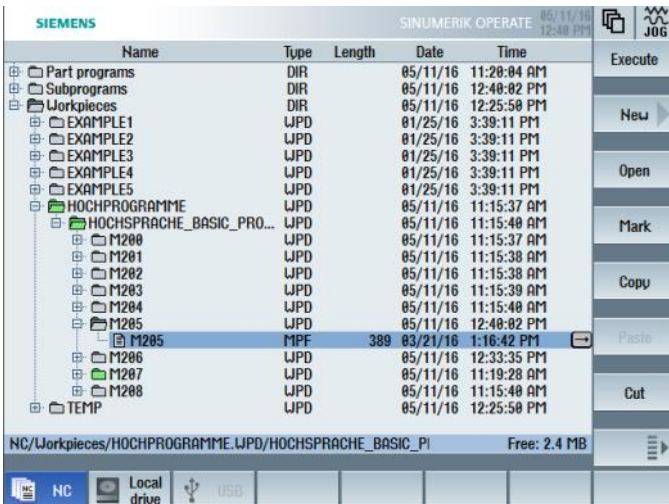 SIEMENS SINUMERIK OPERATE 05/11/16 12:40 PM JOG
Name Type Length Date Time
Execute
Part programs DIR 05/11/16 11:20:04 AM
Subprograms DIR 05/11/16 12:40:02 PM
Workpieces DIR 05/11/16 12:25:50 PM
New
EXAMPLE1 WPD 01/25/16 3:39:11 PM
EXAMPLE2 WPD 01/25/16 3:39:11 PM
EXAMPLE3 WPD 01/25/16 3:39:11 PM
EXAMPLE4 WPD 01/25/16 3:39:11 PM
Open
EXAMPLE5 WPD 01/25/16 3:39:11 PM
HOCHPROGRAMME WPD 05/11/16 11:15:37 AM
HOCHSPRACHE_BASIC_PRO... WPD 05/11/16 11:15:40 AM
Mark
M200 WPD 05/11/16 11:15:37 AM
M201 WPD 05/11/16 11:15:38 AM
M202 WPD 05/11/16 11:15:38 AM
Copy
M203 WPD 05/11/16 11:15:39 AM
M204 WPD 05/11/16 11:15:40 AM
M205 WPD 05/11/16 12:40:02 PM
M205 MPF 389 03/21/16 1:16:42 PM
Paste
M206 WPD 05/11/16 12:33:35 PM
M207 WPD 05/11/16 11:19:28 AM
M208 WPD 05/11/16 11:15:40 AM
Cut
TEMP WPD 05/11/16 12:25:50 PM
NC/Workpieces/HOCHPROGRAMME.WPD/HOCHSPRACHE_BASIC_P Free: 2.4 MB
NC NC Local drive USB